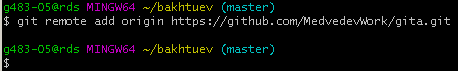 g483-05@rds MINGW64 ~/bakhtuev (master)
$ git remote add origin https://github.com/MedvedevWork/gita.git
g483-05@rds MINGW64 ~/bakhtuev (master)
$